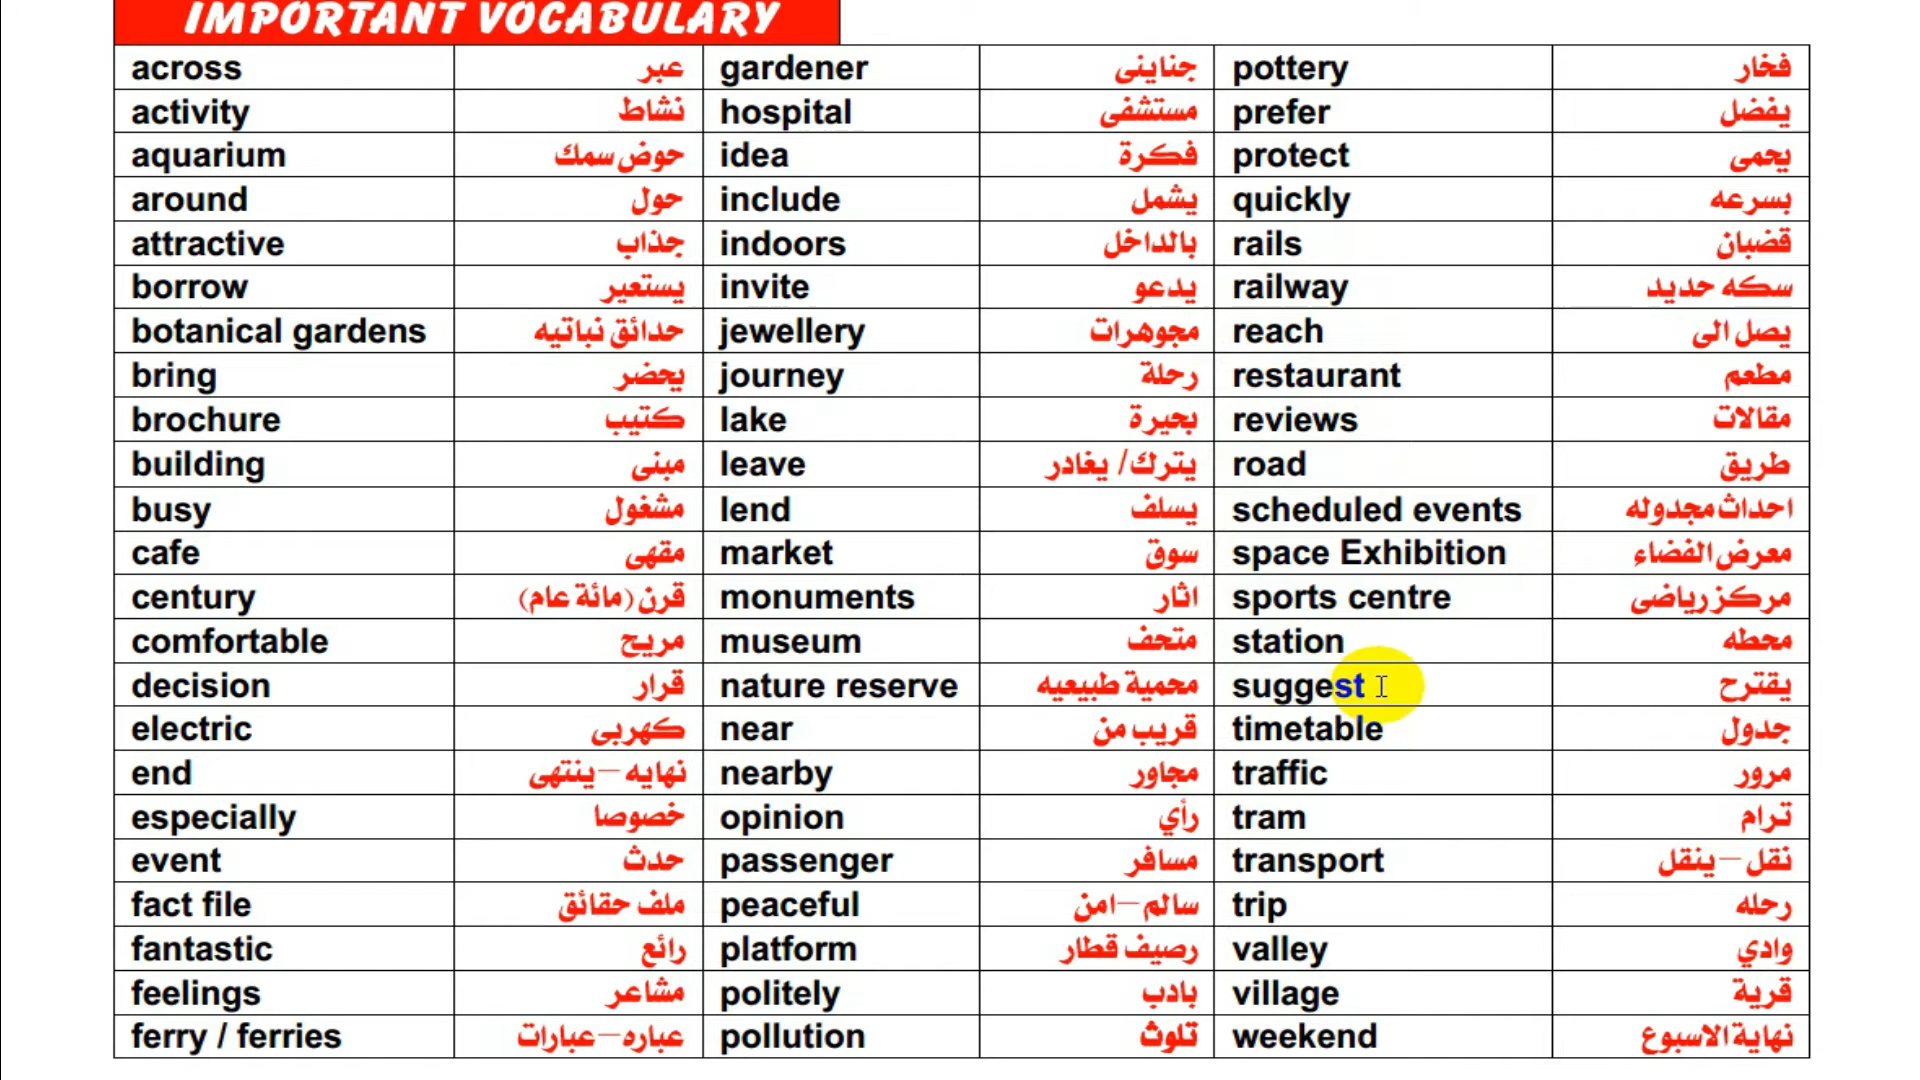 IMPORTANT VOCABULARY
across عبر gardener جناينى pottery فخار
activity نشاط hospital مستشفى prefer يفضل
aquarium حوض سمك idea فكرة protect يحمى
around حول include يشمل quickly بسرعه
attractive جذاب indoors بالداخل rails قضبان
borrow يستعير invite يدعو railway سكه حديد
botanical gardens حدائق نباتيه jewellery مجوهرات reach يصل الى
bring يحضر journey رحلة restaurant مطعم
brochure كتيب lake بحيرة reviews مقالات
building مبنى leave يترك/ يغادر road طريق
busy مشغول lend يسلف scheduled events احداث مجدوله
cafe مقهى market سوق space Exhibition معرض الفضاء
century قرن (مائة عام) monuments اثار sports centre مركز رياضى
comfortable مريح museum متحف station محطه
decision قرار nature reserve محمية طبيعيه suggest يقترح
electric كهربى near قريب من timetable جدول
end نهايه – ينتهى nearby مجاور traffic مرور
especially خصوصا opinion رأي tram ترام
event حدث passenger مسافر transport نقل – ينقل
fact file ملف حقائق peaceful سالم – امن trip رحله
fantastic رائع platform رصيف قطار valley وادي
feelings مشاعر politely بادب village قرية
ferry / ferries عباره – عبارات pollution تلوث weekend نهاية الاسبوع